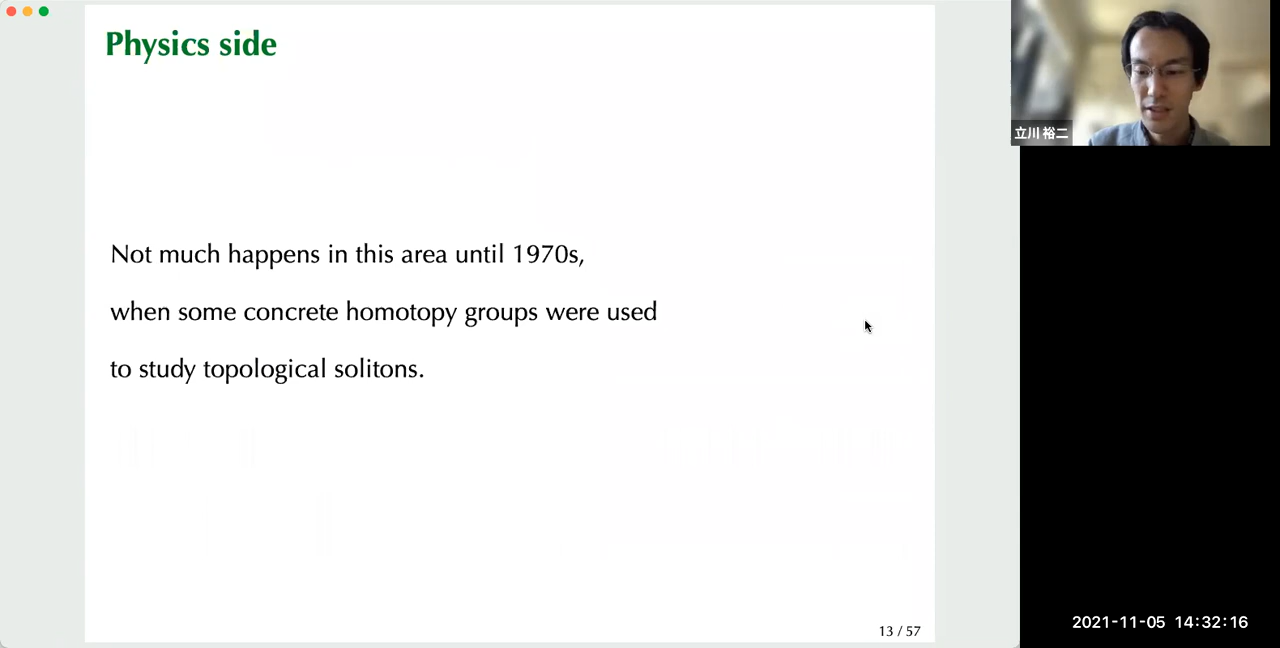 Physics side
立川 裕二
Not much happens in this area until 1970s,
when some concrete homotopy groups were used
to study topological solitons.
13 / 57
2021-11-05 14:32:16